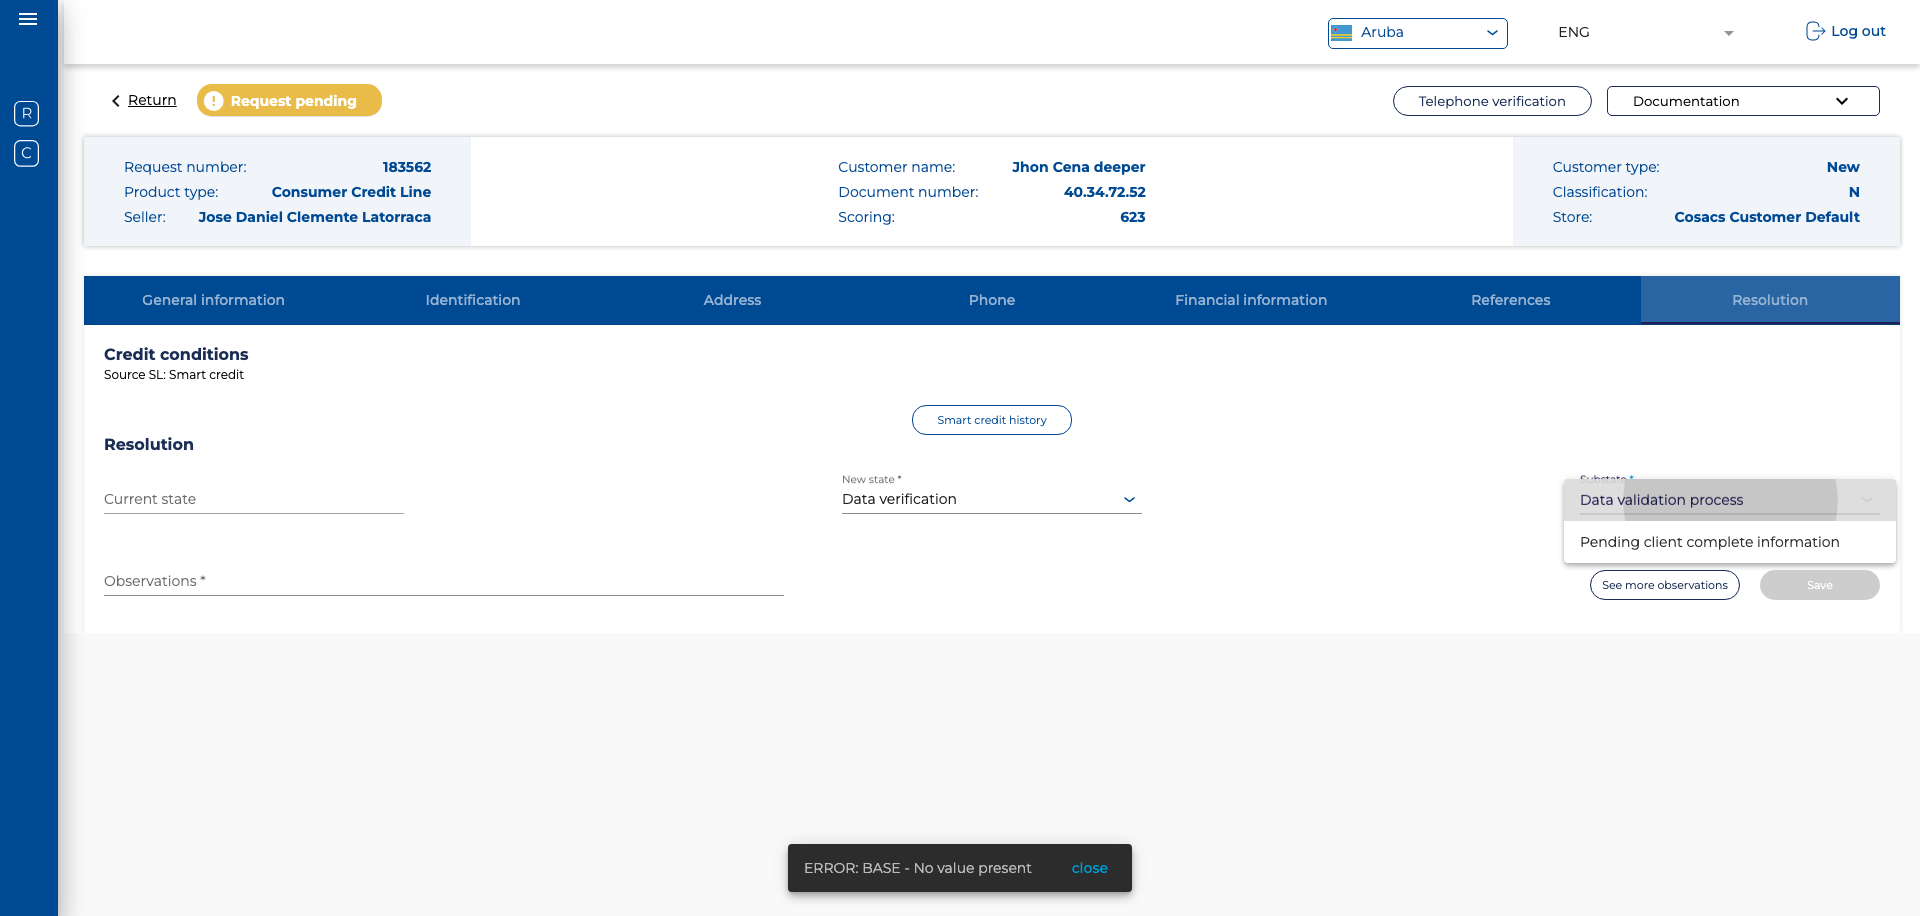 Aruba
ENG
Log out
R
C
Return
Request pending
Telephone verification
Documentation
Request number: 183562
Product type: Consumer Credit Line
Seller: Jose Daniel Clemente Latorraca
Customer name: Jhon Cena deeper
Document number: 40.34.72.52
Scoring: 623
Customer type: New
Classification: N
Store: Cosacs Customer Default
General information
Identification
Address
Phone
Financial information
References
Resolution
Credit conditions
Source SL: Smart credit
Smart credit history
Resolution
Current state
New state *
Data verification
Substate *
Data validation process
Pending client complete information
Observations *
See more observations
Save
ERROR: BASE - No value present
close